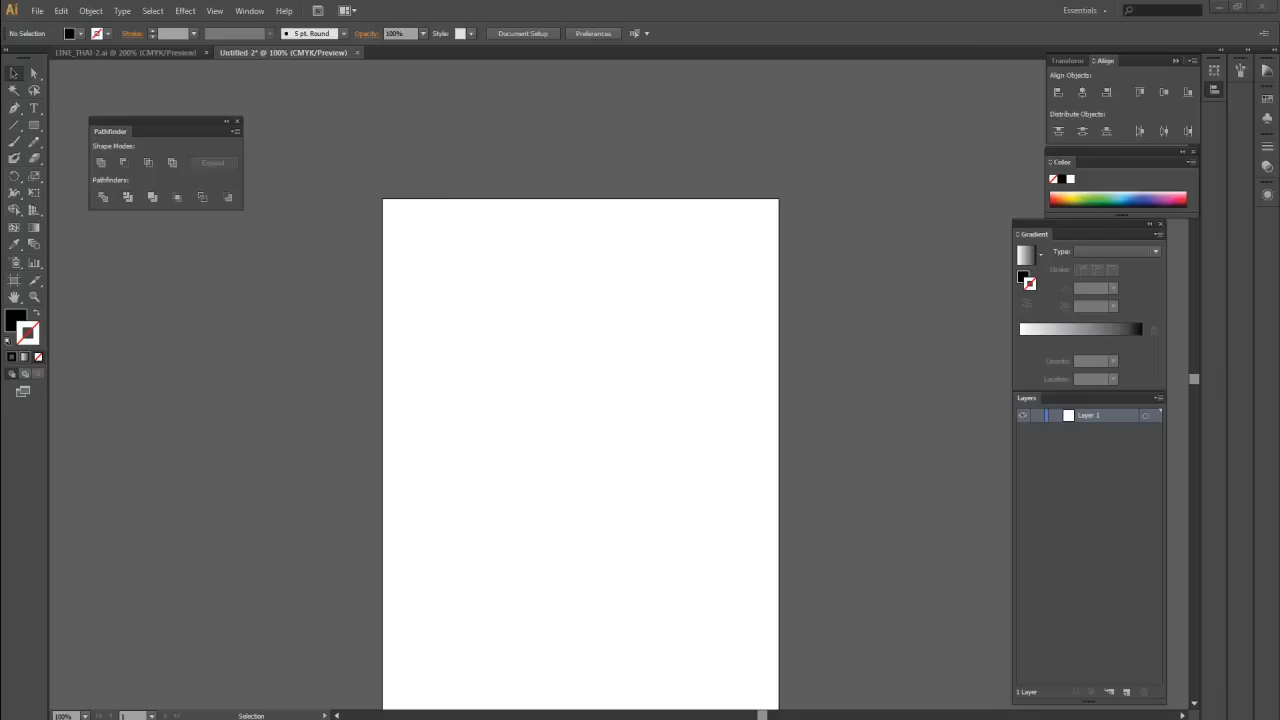 Ai File Edit Object Type Select Effect View Window Help Br Essentials
No Selection Stroke: 5 pt. Round Opacity: 100% Style: Document Setup Preferences
LINE_THAI-2.ai @ 200% (CMYK/Preview) × Untitled-2* @ 100% (CMYK/Preview) ×
Transform Align
Align Objects:
Distribute Objects:
Pathfinder
Shape Modes:
Expand
Pathfinders:
Color
Gradient
Type:
Stroke:
Opacity:
Location:
Layers
Layer 1
1 Layer
100% 1 Selection